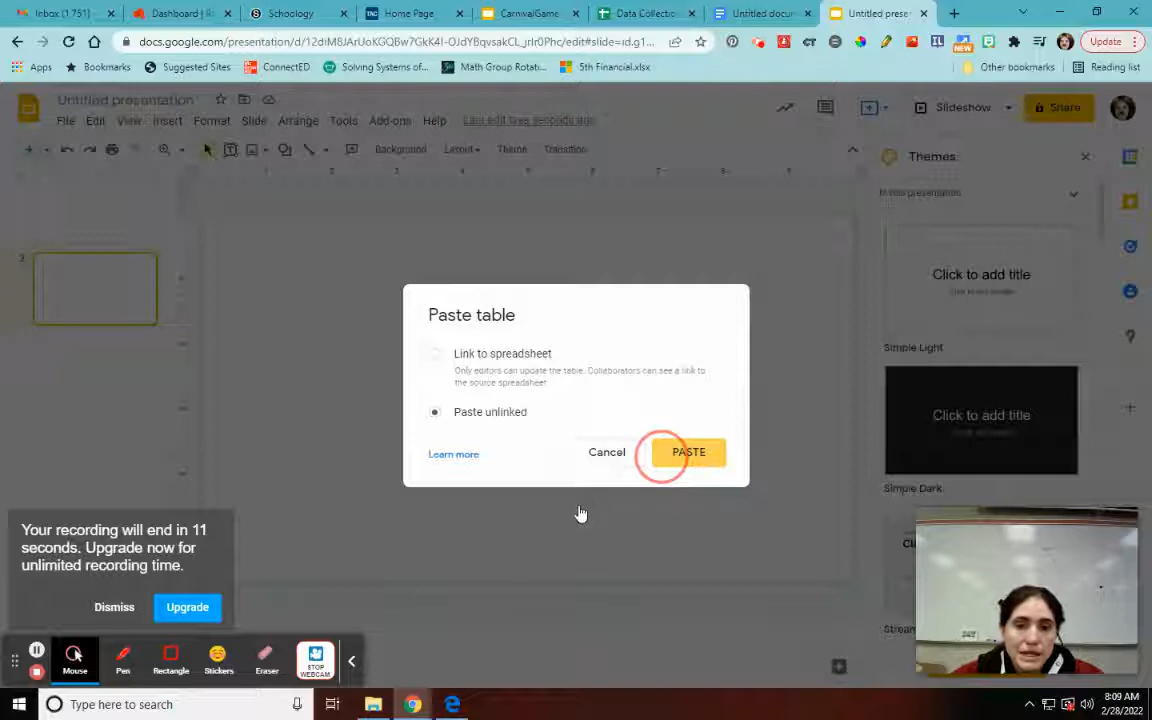 Inbox (1,751)
Dashboard |
Schoology
Home Page
CarnivalGame
Data Collectio
Untitled docum
Untitled prese
docs.google.com/presentation/d/12diM8JArUoKGQBw7GkK4I-OJdYBqvsakCL_jrlr0Phc/edit#slide=id.g1...
Update
Apps
Bookmarks
Suggested Sites
ConnectED
Solving Systems of...
Math Group Rotati...
5th Financial.xlsx
Other bookmarks
Reading list
Untitled presentation
File Edit View Insert Format Slide Arrange Tools Add-ons Help
Slideshow
Share
Background Layout Theme Transition
Themes
In this presentation
Click to add title
Simple Light
Click to add title
Simple Dark
Paste table
Link to spreadsheet
Only editors can update the table. Collaborators can see a link to
the source spreadsheet
Paste unlinked
Learn more
Cancel
PASTE
Your recording will end in 11
seconds. Upgrade now for
unlimited recording time.
Dismiss
Upgrade
Mouse
Pen
Rectangle
Stickers
Eraser
STOP
WEBCAM
NEW
Type here to search
8:09 AM
2/28/2022